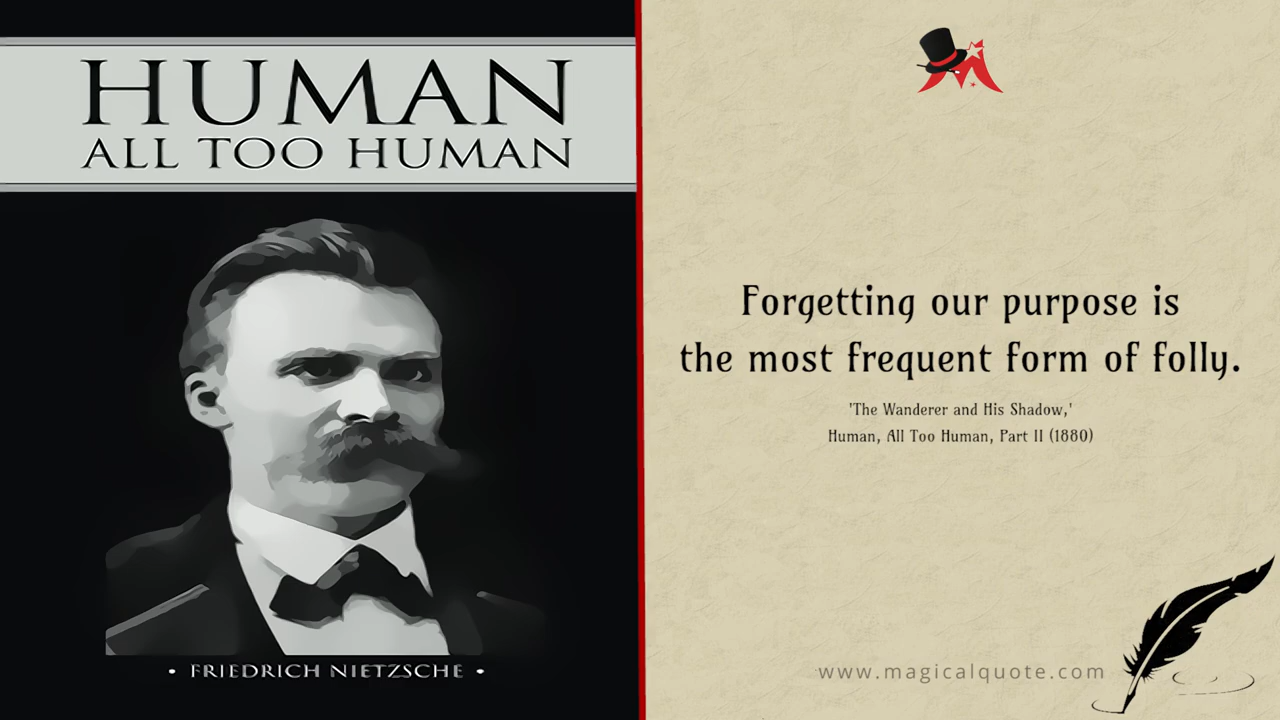 HUMAN
ALL TOO HUMAN
• FRIEDRICH NIETZSCHE •
Forgetting our purpose is
the most frequent form of folly.
'The Wanderer and His Shadow,'
Human, All Too Human, Part II (1880)
www.magicalquote.com